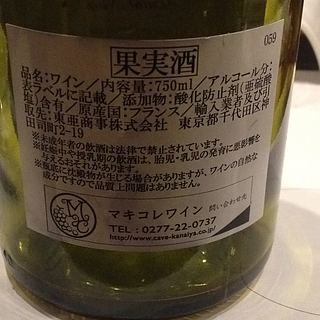 果実酒
059
品名:ワイン/内容量:750ml/アルコール分:
表ラベルに記載/添加物:酸化防止剤(亜硫酸
塩)含有/原産国:フランス/輸入業者及び引
取先:東亜商事株式会社 東京都千代田区神
田司町2-19
※未成年者の飲酒は法律で禁止されています。
※妊娠中や授乳期の飲酒は、胎児・乳児の発育に悪影響を
与えるおそれがあります。
※瓶底に沈澱物が生じる場合がありますが、ワインの自然な
成分ですので品質上問題はありません。
マキコレワイン 問い合わせ先
TEL:0277-22-0737
http://www.cave-kanaiya.co.jp/